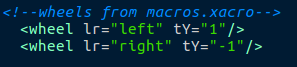 <!--wheels from macros.xacro-->
<wheel lr="left" tY="1"/>
<wheel lr="right" tY="-1"/>